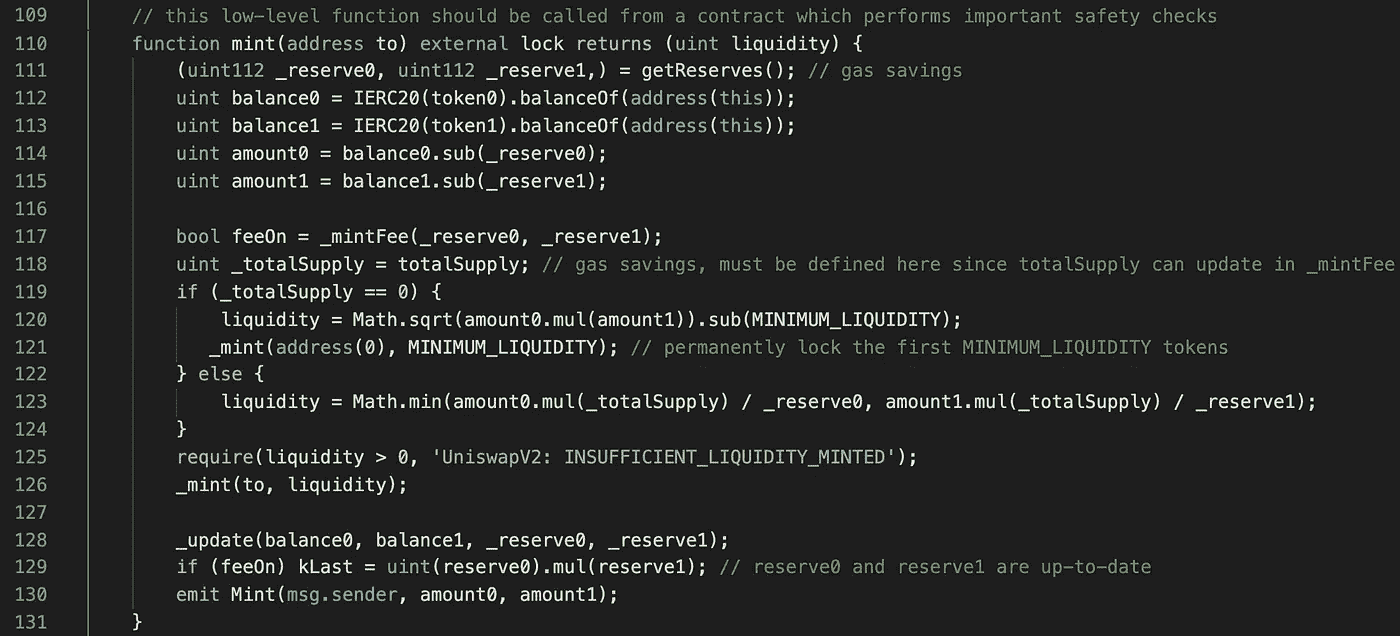 109 // this low-level function should be called from a contract which performs important safety checks
110 function mint(address to) external lock returns (uint liquidity) {
111 (uint112 _reserve0, uint112 _reserve1,) = getReserves(); // gas savings
112 uint balance0 = IERC20(token0).balanceOf(address(this));
113 uint balance1 = IERC20(token1).balanceOf(address(this));
114 uint amount0 = balance0.sub(_reserve0);
115 uint amount1 = balance1.sub(_reserve1);
116
117 bool feeOn = _mintFee(_reserve0, _reserve1);
118 uint _totalSupply = totalSupply; // gas savings, must be defined here since totalSupply can update in _mintFee
119 if (_totalSupply == 0) {
120 liquidity = Math.sqrt(amount0.mul(amount1)).sub(MINIMUM_LIQUIDITY);
121 _mint(address(0), MINIMUM_LIQUIDITY); // permanently lock the first MINIMUM_LIQUIDITY tokens
122 } else {
123 liquidity = Math.min(amount0.mul(_totalSupply) / _reserve0, amount1.mul(_totalSupply) / _reserve1);
124 }
125 require(liquidity > 0, 'UniswapV2: INSUFFICIENT_LIQUIDITY_MINTED');
126 _mint(to, liquidity);
127
128 _update(balance0, balance1, _reserve0, _reserve1);
129 if (feeOn) kLast = uint(reserve0).mul(reserve1); // reserve0 and reserve1 are up-to-date
130 emit Mint(msg.sender, amount0, amount1);
131 }